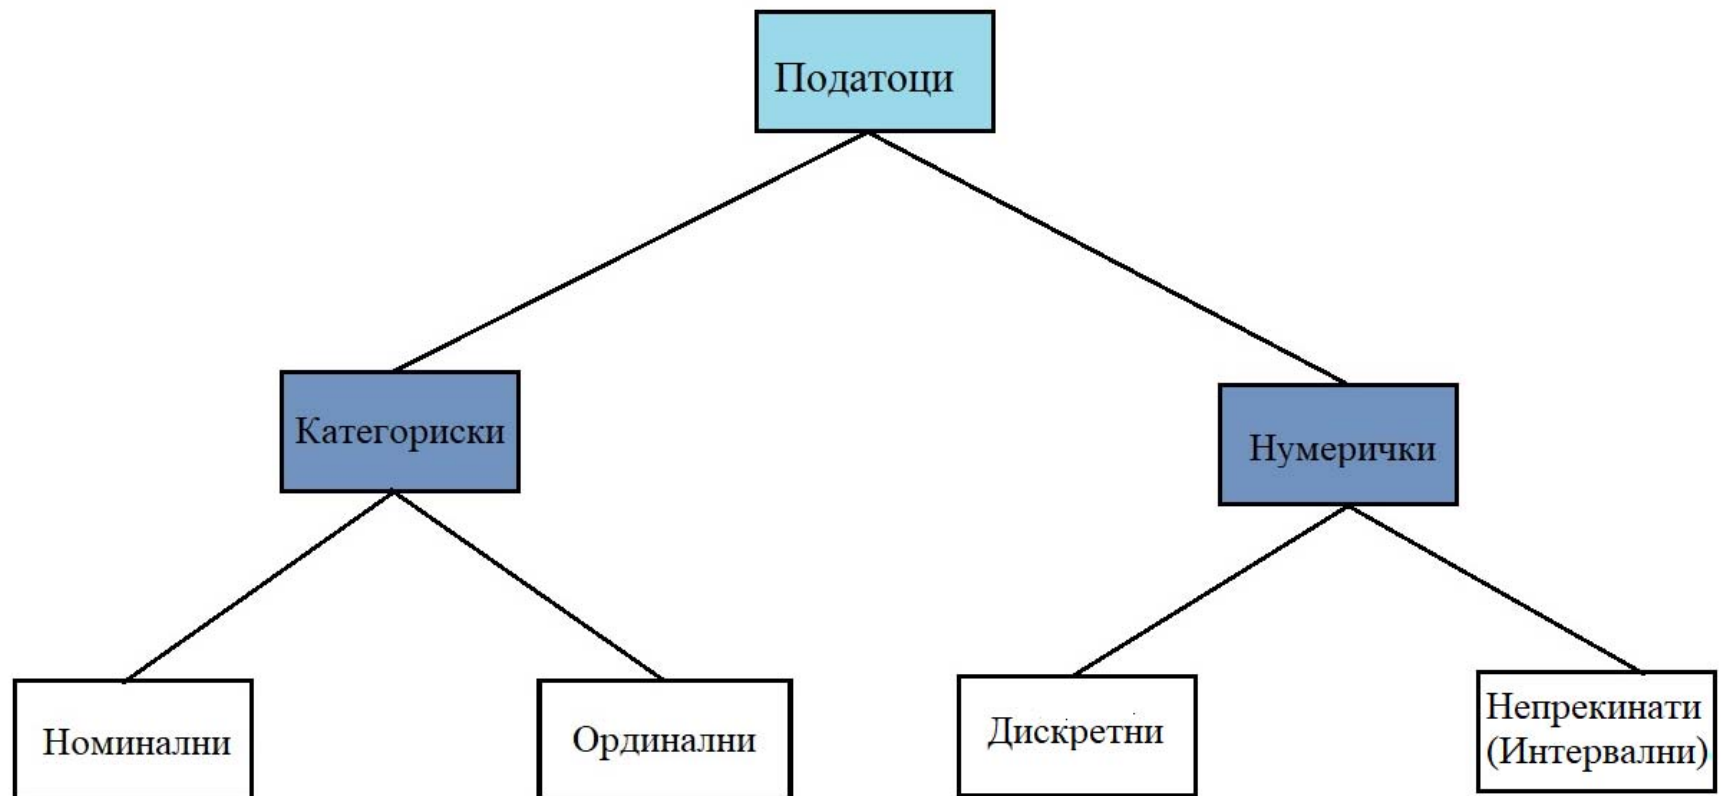 Податоци
Категориски
Нумерички
Номинални
Ординални
Дискретни
Непрекинати
(Интервални)